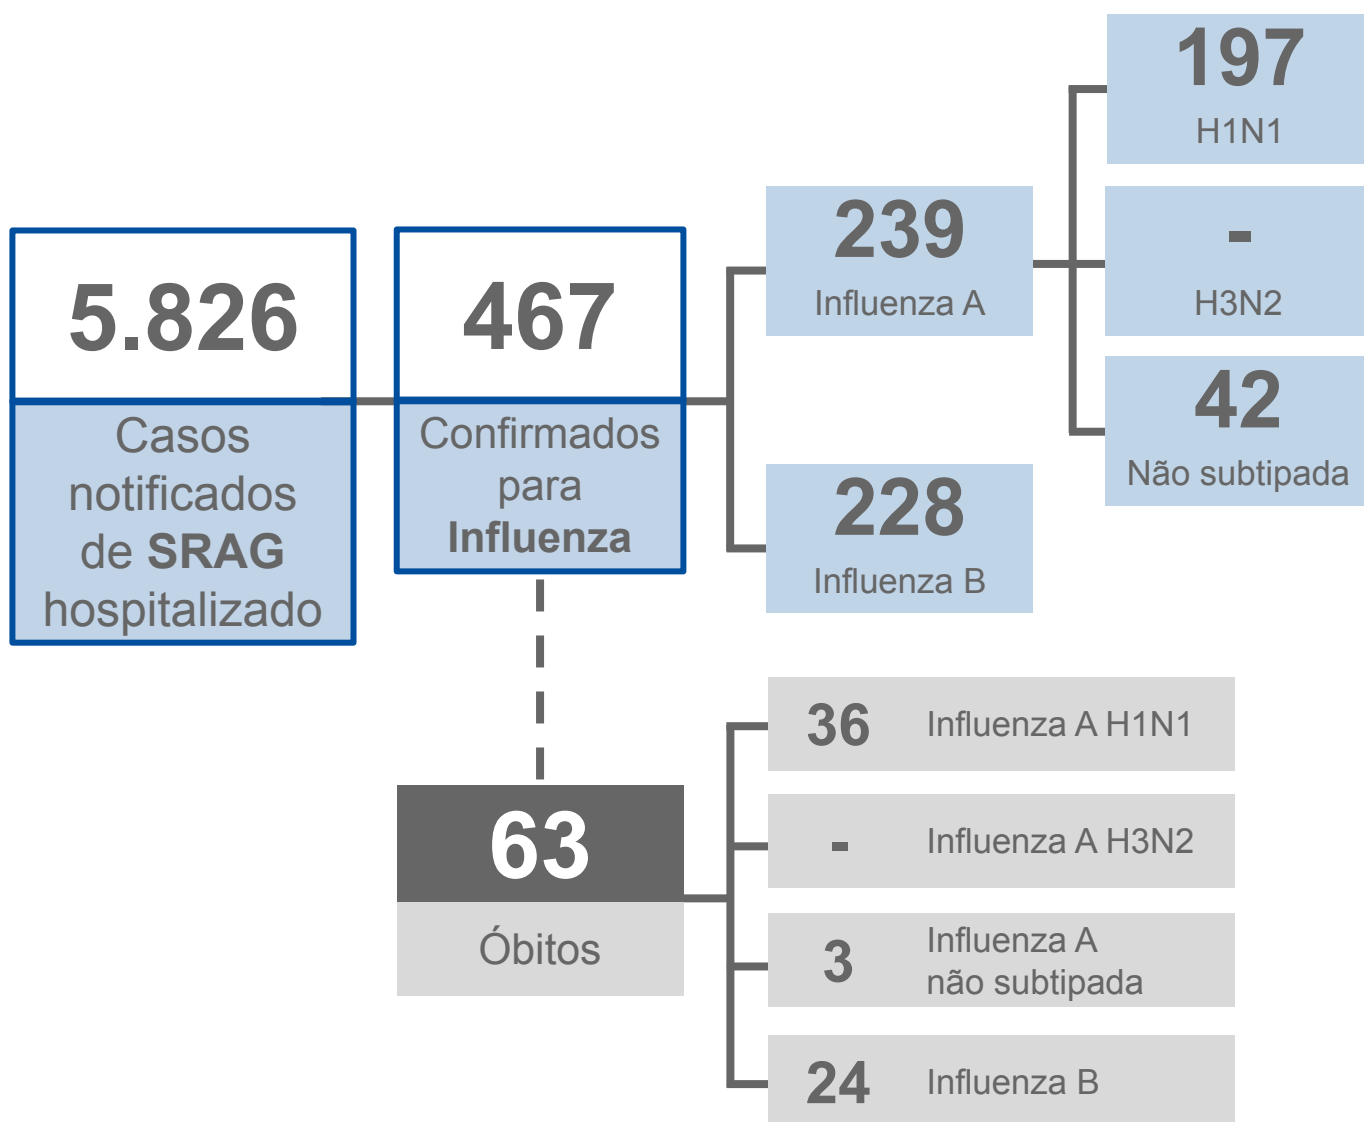 5.826
Casos
notificados
de SRAG
hospitalizado
467
Confirmados
para
Influenza
239
Influenza A
228
Influenza B
197
H1N1
-
H3N2
42
Não subtipada
63
Óbitos
36 Influenza A H1N1
- Influenza A H3N2
3 Influenza A
não subtipada
24 Influenza B